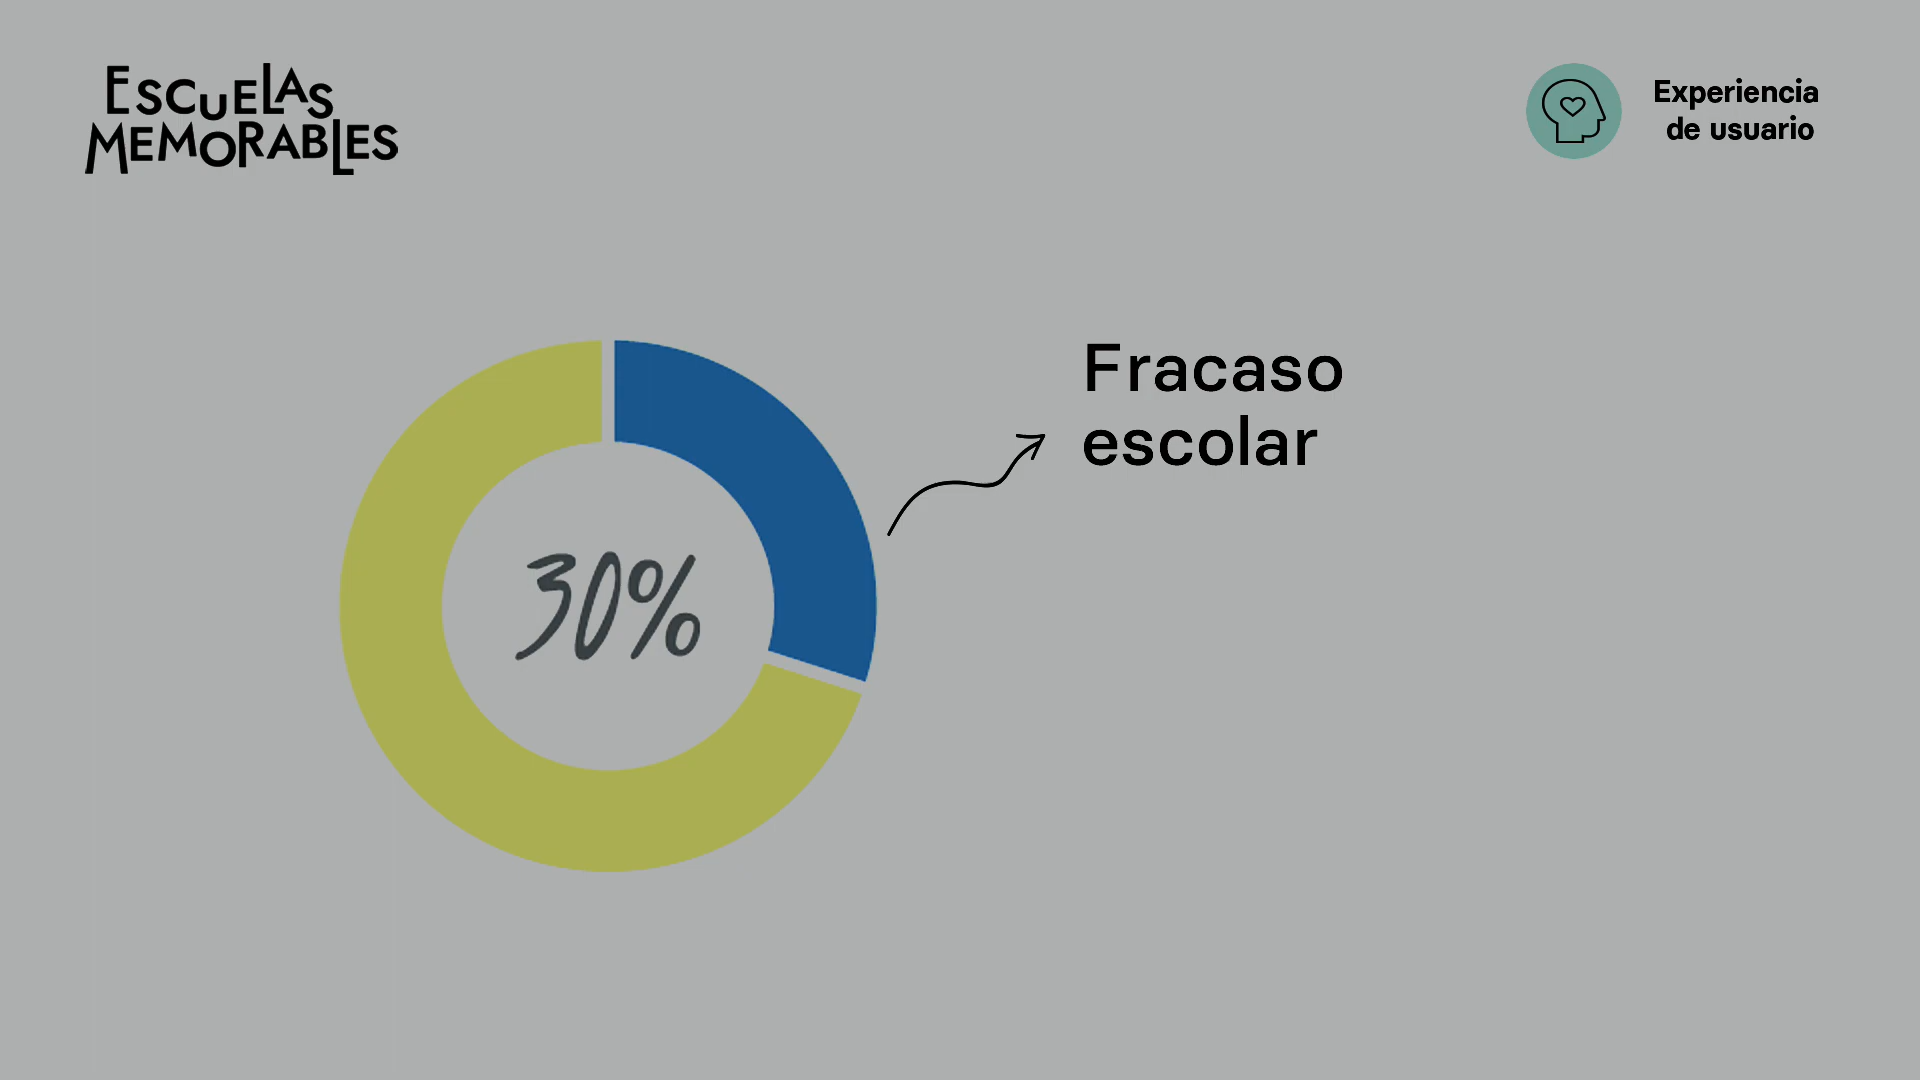 ESCUELAS
MEMORABLES
Experiencia
de usuario
Fracaso
escolar
30%